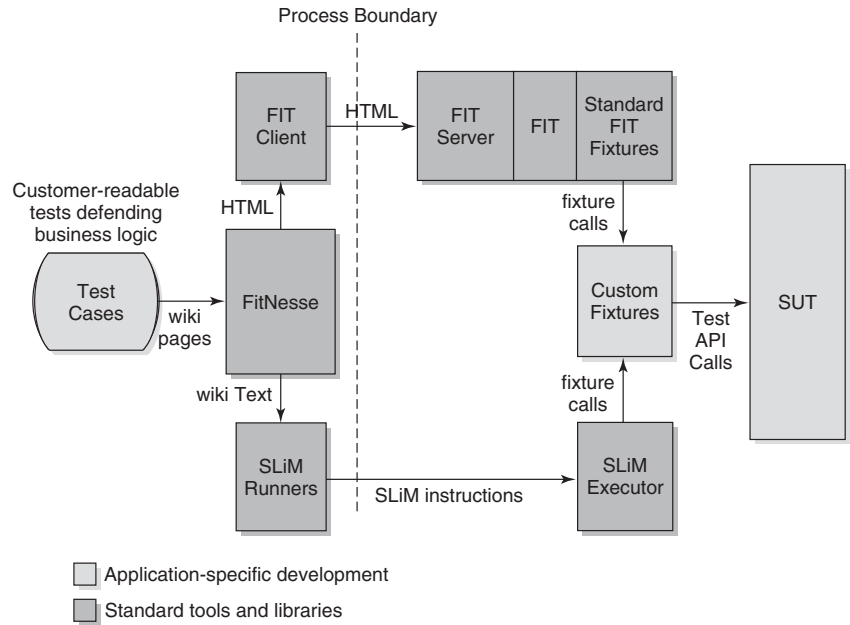 Process Boundary
FIT
Client
HTML
FIT
Server
FIT
Standard
FIT
Fixtures
Customer-readable
tests defending
business logic
HTML
fixture
calls
Test
Cases
wiki
pages
FitNesse
Custom
Fixtures
Test
API
Calls
SUT
wiki Text
fixture
calls
SLiM
Runners
SLiM instructions
SLiM
Executor
Application-specific development
Standard tools and libraries